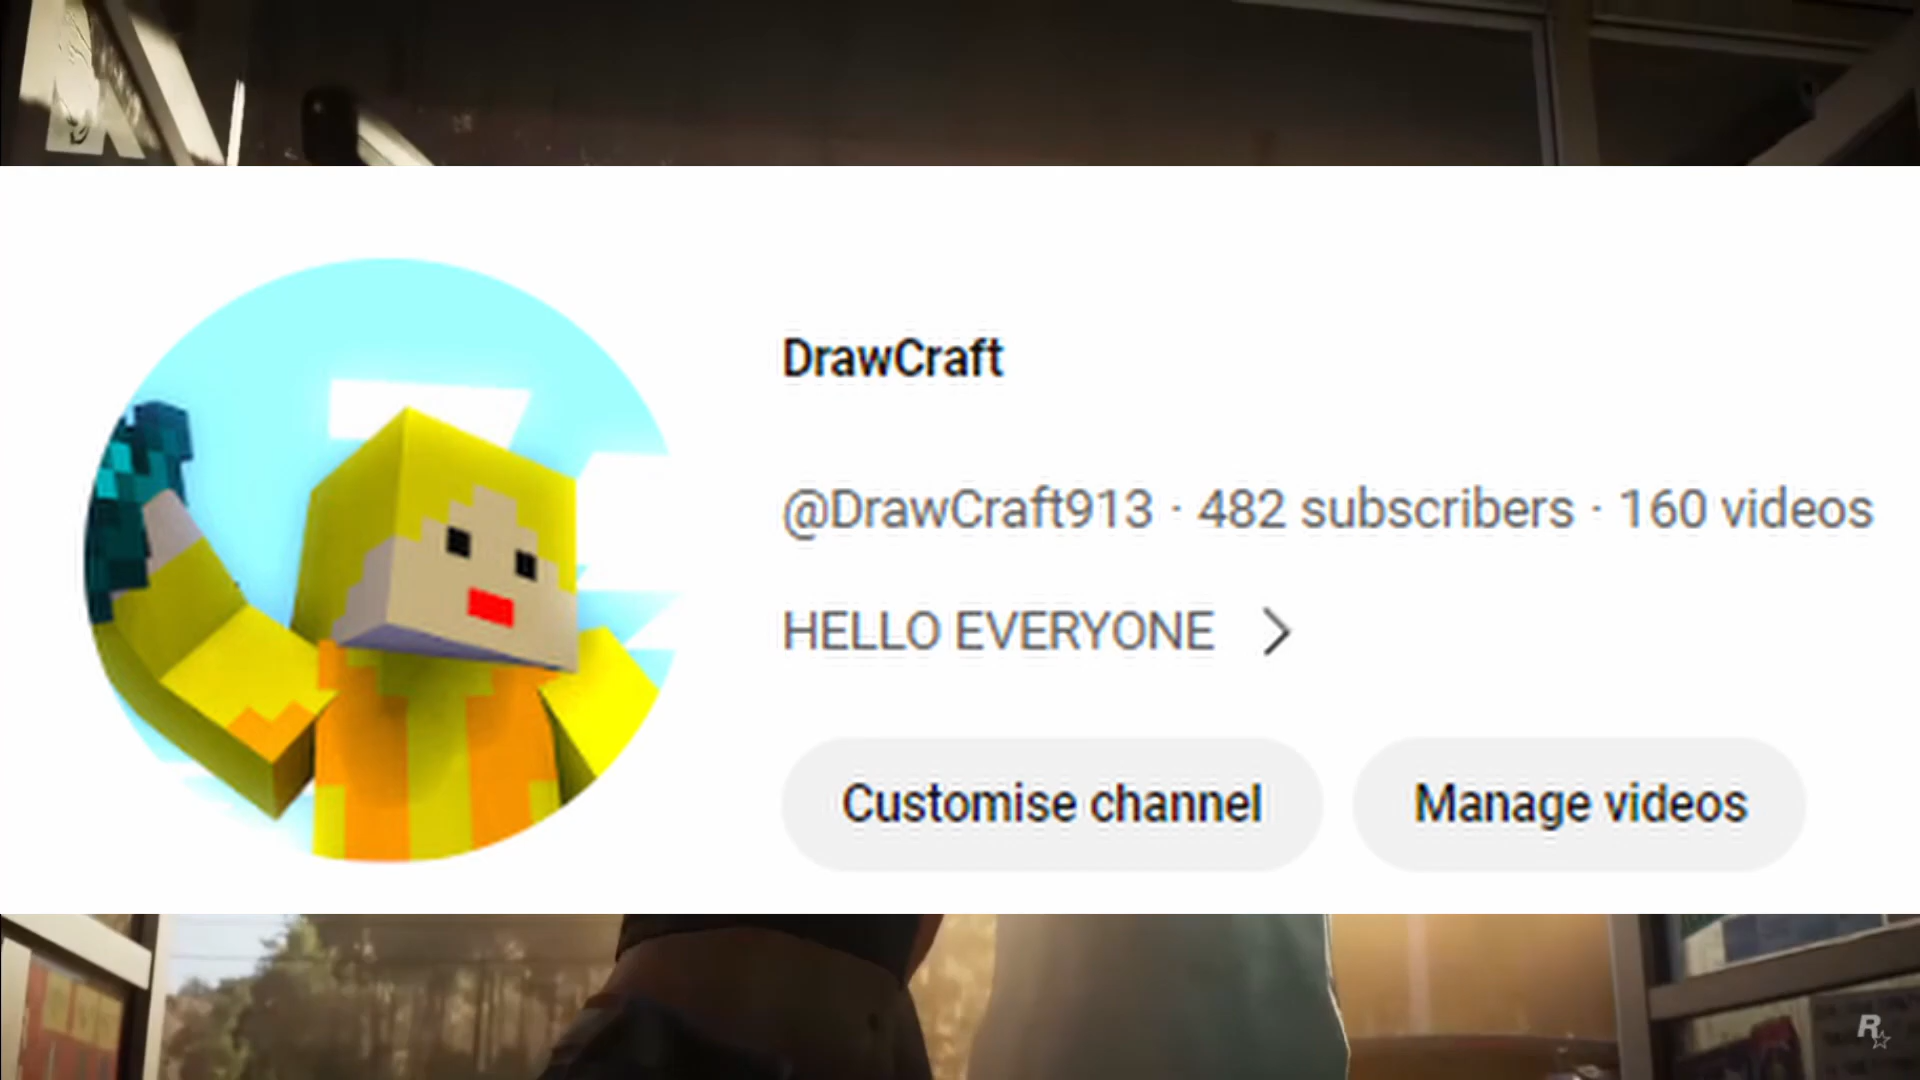 DrawCraft
@DrawCraft913 · 482 subscribers · 160 videos
HELLO EVERYONE
Customise channel
Manage videos
R